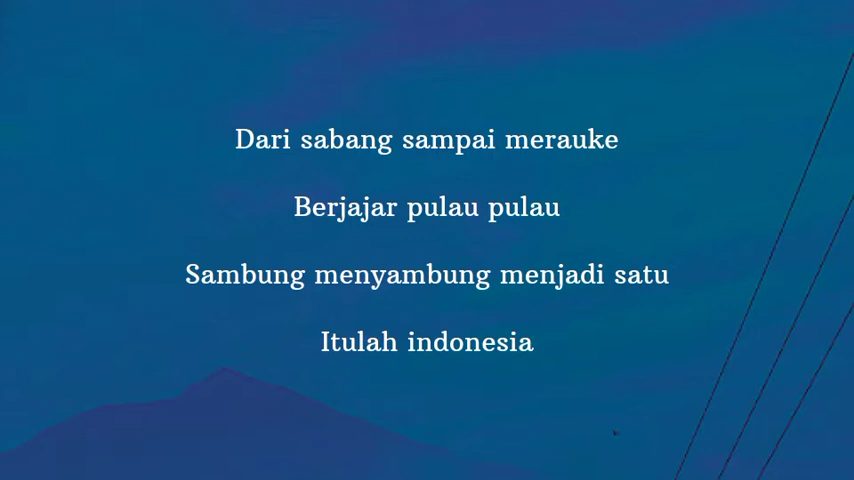 Dari sabang sampai merauke
Berjajar pulau pulau
Sambung menyambung menjadi satu
Itulah indonesia